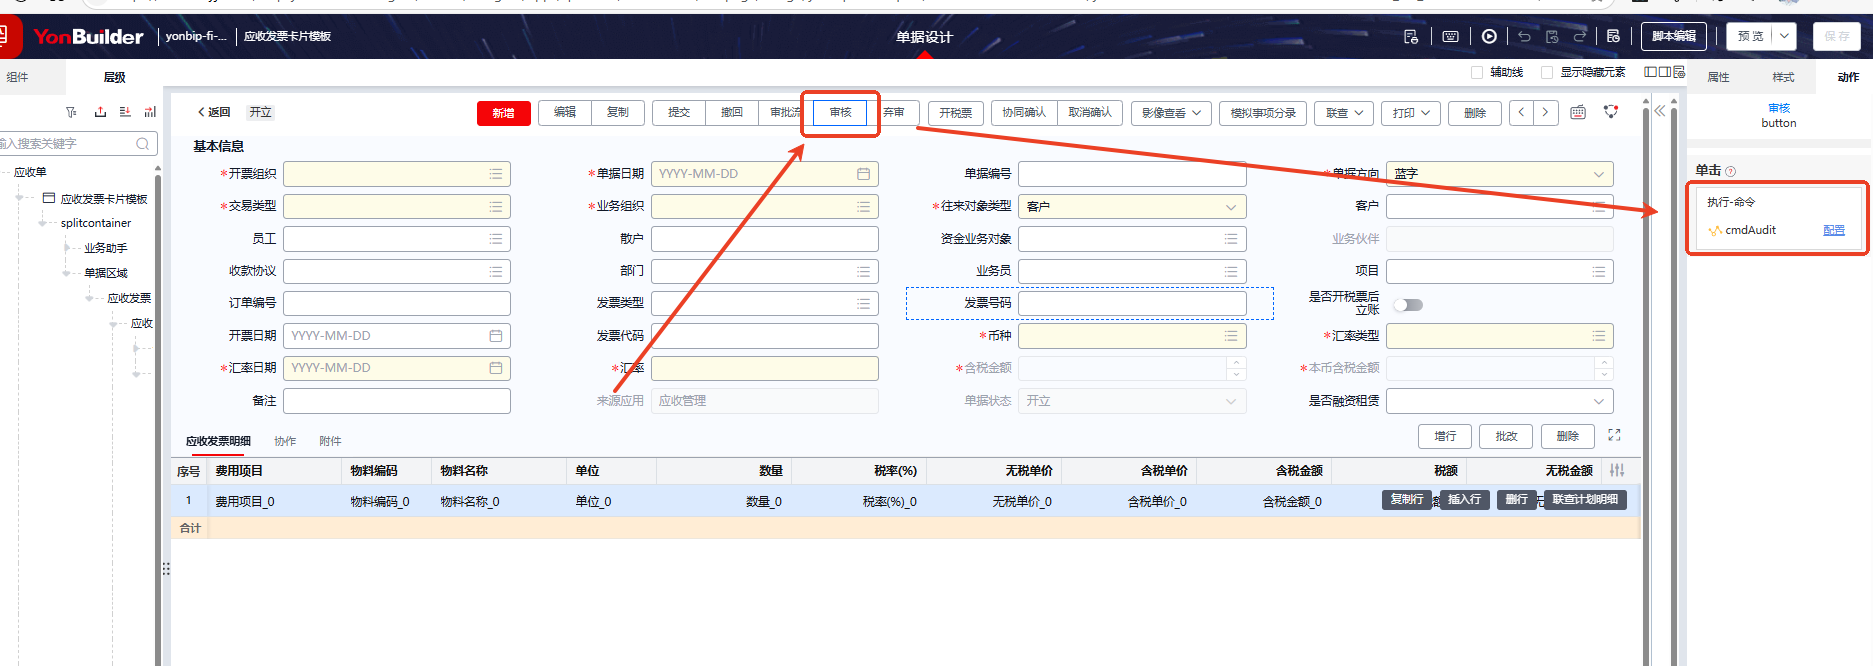 YonBuilder yonbip-fi-... 应收发票卡片模板 单据设计 脚本编辑 预览 保存
组件 层级 辅助线 显示隐藏元素 属性 样式 动作
返回 开立 新增 编辑 复制 提交 撤回 审批流 审核 弃审 开税票 协同确认 取消确认 影像查看 模拟事项分录 联查 打印 删除
审核
button
输入搜索关键字
基本信息
单击
应收单
应收发票卡片模板
splitcontainer
业务助手
单据区域
应收发票
应收
*开票组织 *单据日期 YYYY-MM-DD 单据编号 *单据方向 蓝字
*交易类型 *业务组织 *往来对象类型 客户 客户
执行-命令
cmdAudit 配置
员工 散户 资金业务对象 业务伙伴
收款协议 部门 业务员 项目
订单编号 发票类型 发票号码 是否开税票后
立账
开票日期 YYYY-MM-DD 发票代码 *币种 *汇率类型
*汇率日期 YYYY-MM-DD *汇率 *含税金额 *本币含税金额
备注 来源应用 应收管理 单据状态 开立 是否融资租赁
应收发票明细 协作 附件 增行 批改 删除
序号 费用项目 物料编码 物料名称 单位 数量 税率(%) 无税单价 含税单价 含税金额 税额 无税金额
1 费用项目_0 物料编码_0 物料名称_0 单位_0 数量_0 税率(%)_0 无税单价_0 含税单价_0 含税金额_0 复制行 插入行 删行 联查计划明细
合计